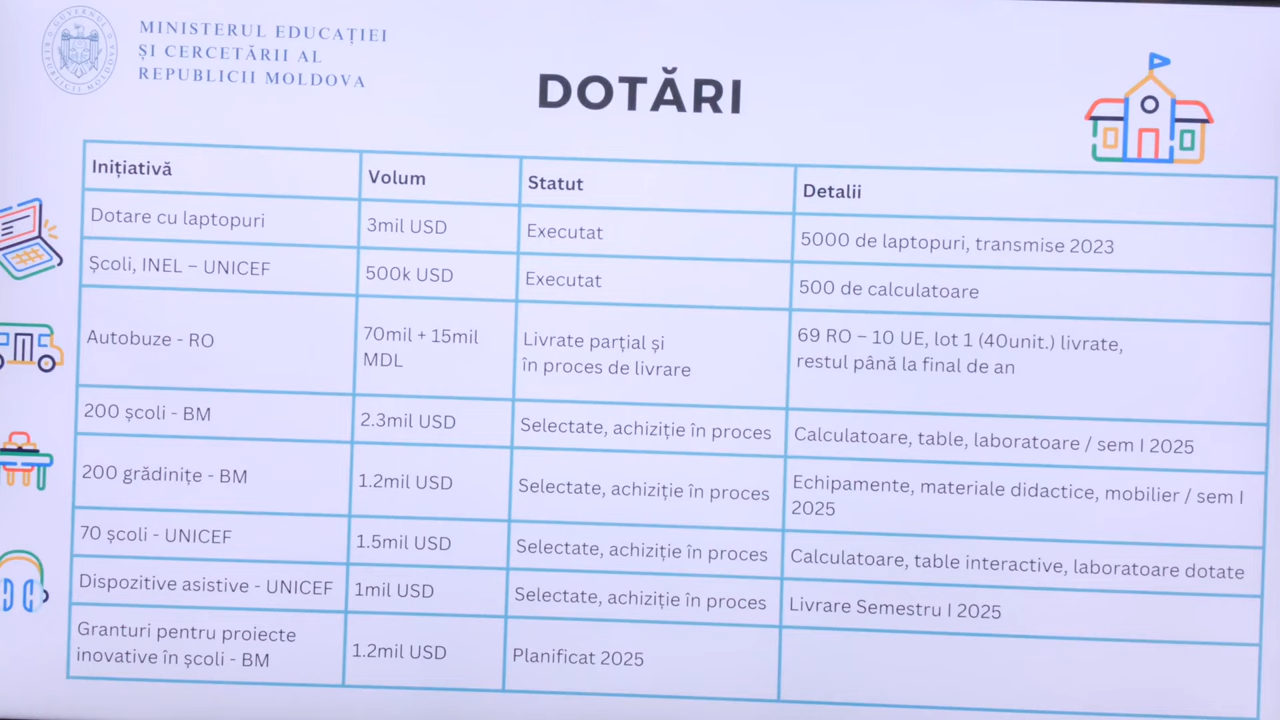 MINISTERUL EDUCAȚIEI
ȘI CERCETĂRII AL
REPUBLICII MOLDOVA
DOTĂRI
Inițiativă Volum Statut Detalii
Dotare cu laptopuri 3mil USD Executat 5000 de laptopuri, transmise 2023
Școli, INEL – UNICEF 500k USD Executat 500 de calculatoare
Autobuze - RO 70mil + 15mil MDL Livrate parțial și în proces de livrare 69 RO – 10 UE, lot 1 (40unit.) livrate, restul până la final de an
200 școli - BM 2.3mil USD Selectate, achiziție în proces Calculatoare, table, laboratoare / sem I 2025
200 grădinițe - BM 1.2mil USD Selectate, achiziție în proces Echipamente, materiale didactice, mobilier / sem I 2025
70 școli - UNICEF 1.5mil USD Selectate, achiziție în proces Calculatoare, table interactive, laboratoare dotate
Dispozitive asistive - UNICEF 1mil USD Selectate, achiziție în proces Livrare Semestru I 2025
Granturi pentru proiecte inovative în școli - BM 1.2mil USD Planificat 2025